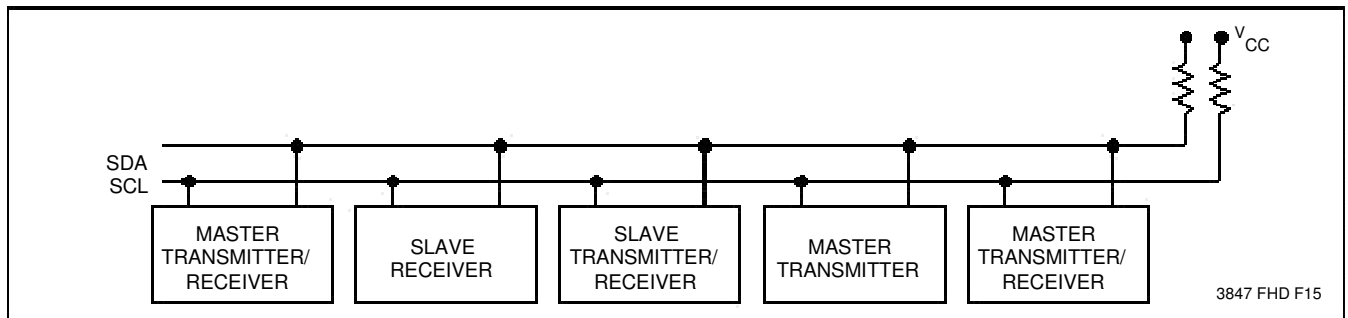 V
CC
SDA
SCL
MASTER
TRANSMITTER/
RECEIVER
SLAVE
RECEIVER
SLAVE
TRANSMITTER/
RECEIVER
MASTER
TRANSMITTER
MASTER
TRANSMITTER/
RECEIVER
3847 FHD F15